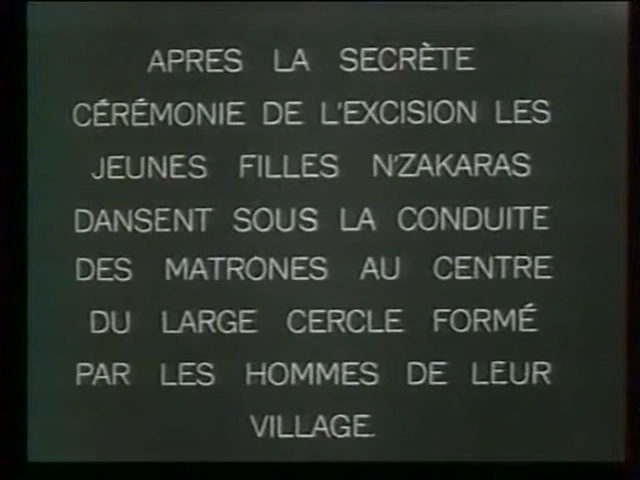 APRES LA SECRÈTE
CÉRÉMONIE DE L'EXCISION LES
JEUNES FILLES N'ZAKARAS
DANSENT SOUS LA CONDUITE
DES MATRONES AU CENTRE
DU LARGE CERCLE FORMÉ
PAR LES HOMMES DE LEUR
VILLAGE.